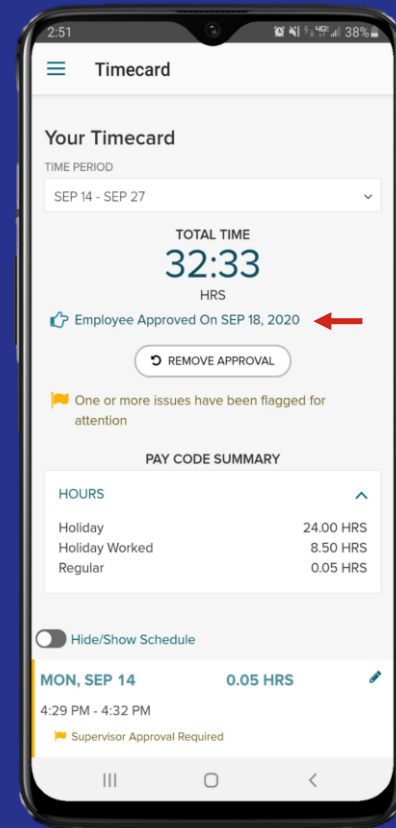 2:51 4G 38%
Timecard
Your Timecard
TIME PERIOD
SEP 14 - SEP 27
TOTAL TIME
32:33
HRS
Employee Approved On SEP 18, 2020
REMOVE APPROVAL
One or more issues have been flagged for
attention
PAY CODE SUMMARY
HOURS
Holiday 24.00 HRS
Holiday Worked 8.50 HRS
Regular 0.05 HRS
Hide/Show Schedule
MON, SEP 14 0.05 HRS
4:29 PM - 4:32 PM
Supervisor Approval Required